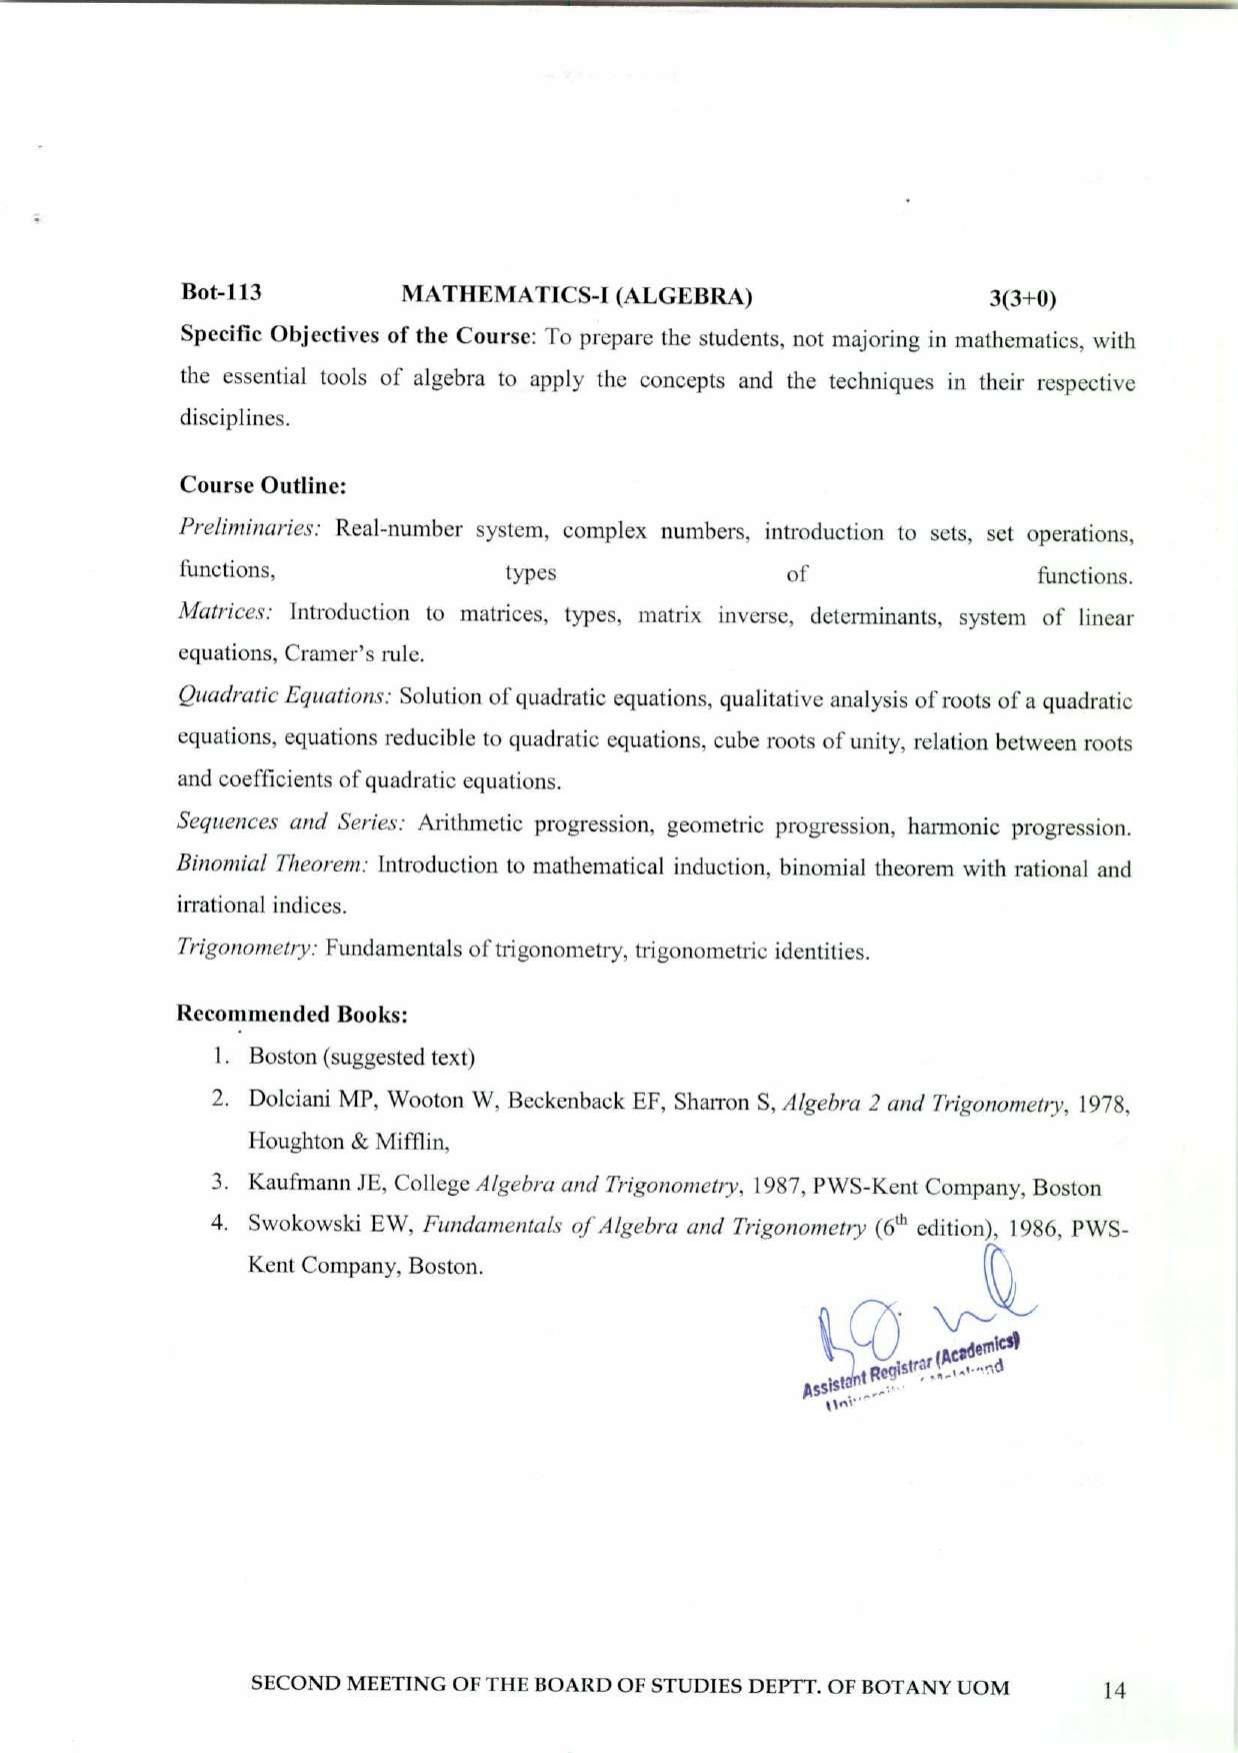 Bot-113 MATHEMATICS-I (ALGEBRA) 3(3+0)
Specific Objectives of the Course: To prepare the students, not majoring in mathematics, with
the essential tools of algebra to apply the concepts and the techniques in their respective
disciplines.
Course Outline:
Preliminaries: Real-number system, complex numbers, introduction to sets, set operations,
functions, types of functions.
Matrices: Introduction to matrices, types, matrix inverse, determinants, system of linear
equations, Cramer's rule.
Quadratic Equations: Solution of quadratic equations, qualitative analysis of roots of a quadratic
equations, equations reducible to quadratic equations, cube roots of unity, relation between roots
and coefficients of quadratic equations.
Sequences and Series: Arithmetic progression, geometric progression, harmonic progression.
Binomial Theorem: Introduction to mathematical induction, binomial theorem with rational and
irrational indices.
Trigonometry: Fundamentals of trigonometry, trigonometric identities.
Recommended Books:
1. Boston (suggested text)
2. Dolciani MP, Wooton W, Beckenback EF, Sharron S, Algebra 2 and Trigonometry, 1978,
Houghton & Mifflin,
3. Kaufmann JE, College Algebra and Trigonometry, 1987, PWS-Kent Company, Boston
4. Swokowski EW, Fundamentals of Algebra and Trigonometry (6th edition), 1986, PWS-
Kent Company, Boston.
Assistant Registrar (Academics)
SECOND MEETING OF THE BOARD OF STUDIES DEPTT. OF BOTANY UOM 14